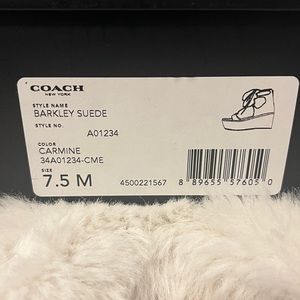 COACH
NEW YORK
STYLE NAME
BARKLEY SUEDE
STYLE NO.
A01234
COLOR
CARMINE
34A01234-CME
SIZE
7.5 M
4500221567
8 89655 57605 0